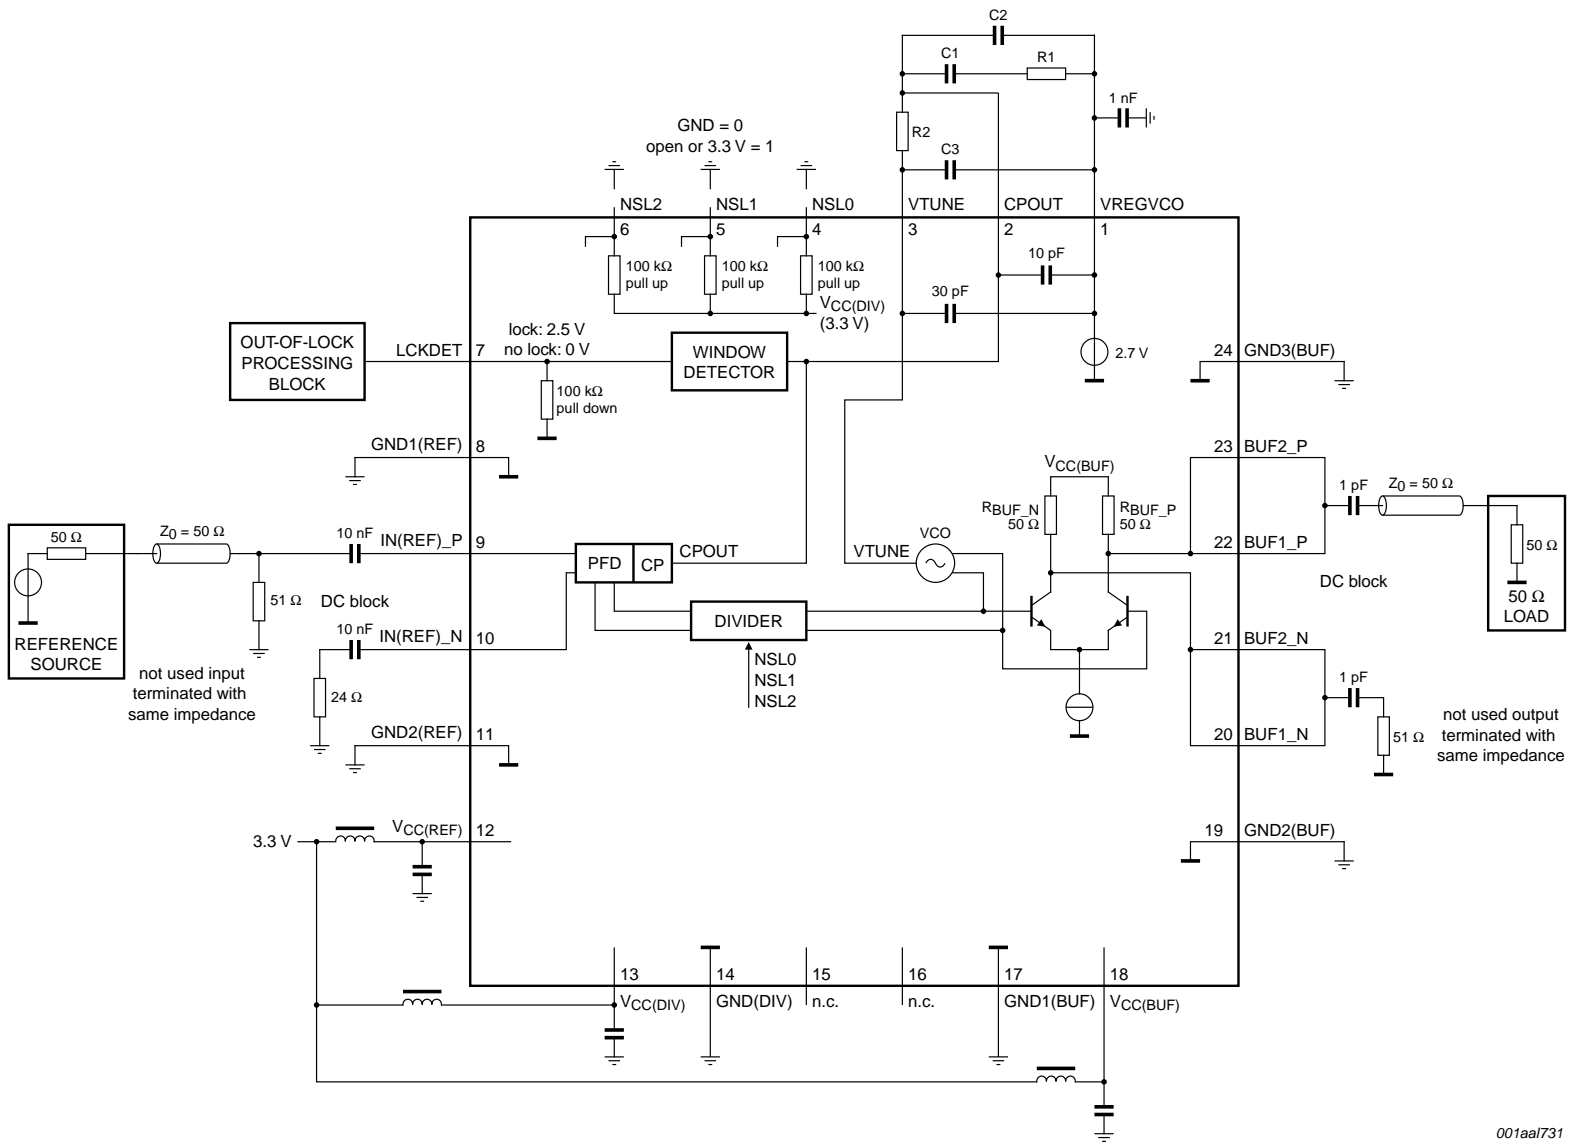 C2
C1
R1
1 nF
GND = 0
open or 3.3 V = 1
R2
C3
NSL2
NSL1
NSL0
VTUNE
CPOUT
VREGVCO
6
5
4
3
2
1
100 kΩ
pull up
100 kΩ
pull up
100 kΩ
pull up
10 pF
30 pF
VCC(DIV)
(3.3 V)
2.7 V
OUT-OF-LOCK
PROCESSING
BLOCK
LCKDET
7
lock: 2.5 V
no lock: 0 V
WINDOW
DETECTOR
100 kΩ
pull down
24
GND3(BUF)
GND1(REF)
8
23
BUF2_P
VCC(BUF)
RBUF_N
50 Ω
RBUF_P
50 Ω
1 pF
Z0 = 50 Ω
50 Ω
Z0 = 50 Ω
10 nF
IN(REF)_P
9
PFD
CP
CPOUT
VTUNE
VCO
22
BUF1_P
50 Ω
50 Ω
LOAD
DC block
51 Ω
DC block
REFERENCE
SOURCE
10 nF
IN(REF)_N
10
DIVIDER
NSL0
NSL1
NSL2
21
BUF2_N
not used input
terminated with
same impedance
24 Ω
1 pF
51 Ω
not used output
terminated with
same impedance
GND2(REF)
11
20
BUF1_N
3.3 V
VCC(REF)
12
19
GND2(BUF)
13
14
15
16
17
18
VCC(DIV)
GND(DIV)
n.c.
n.c.
GND1(BUF)
VCC(BUF)
001aal731